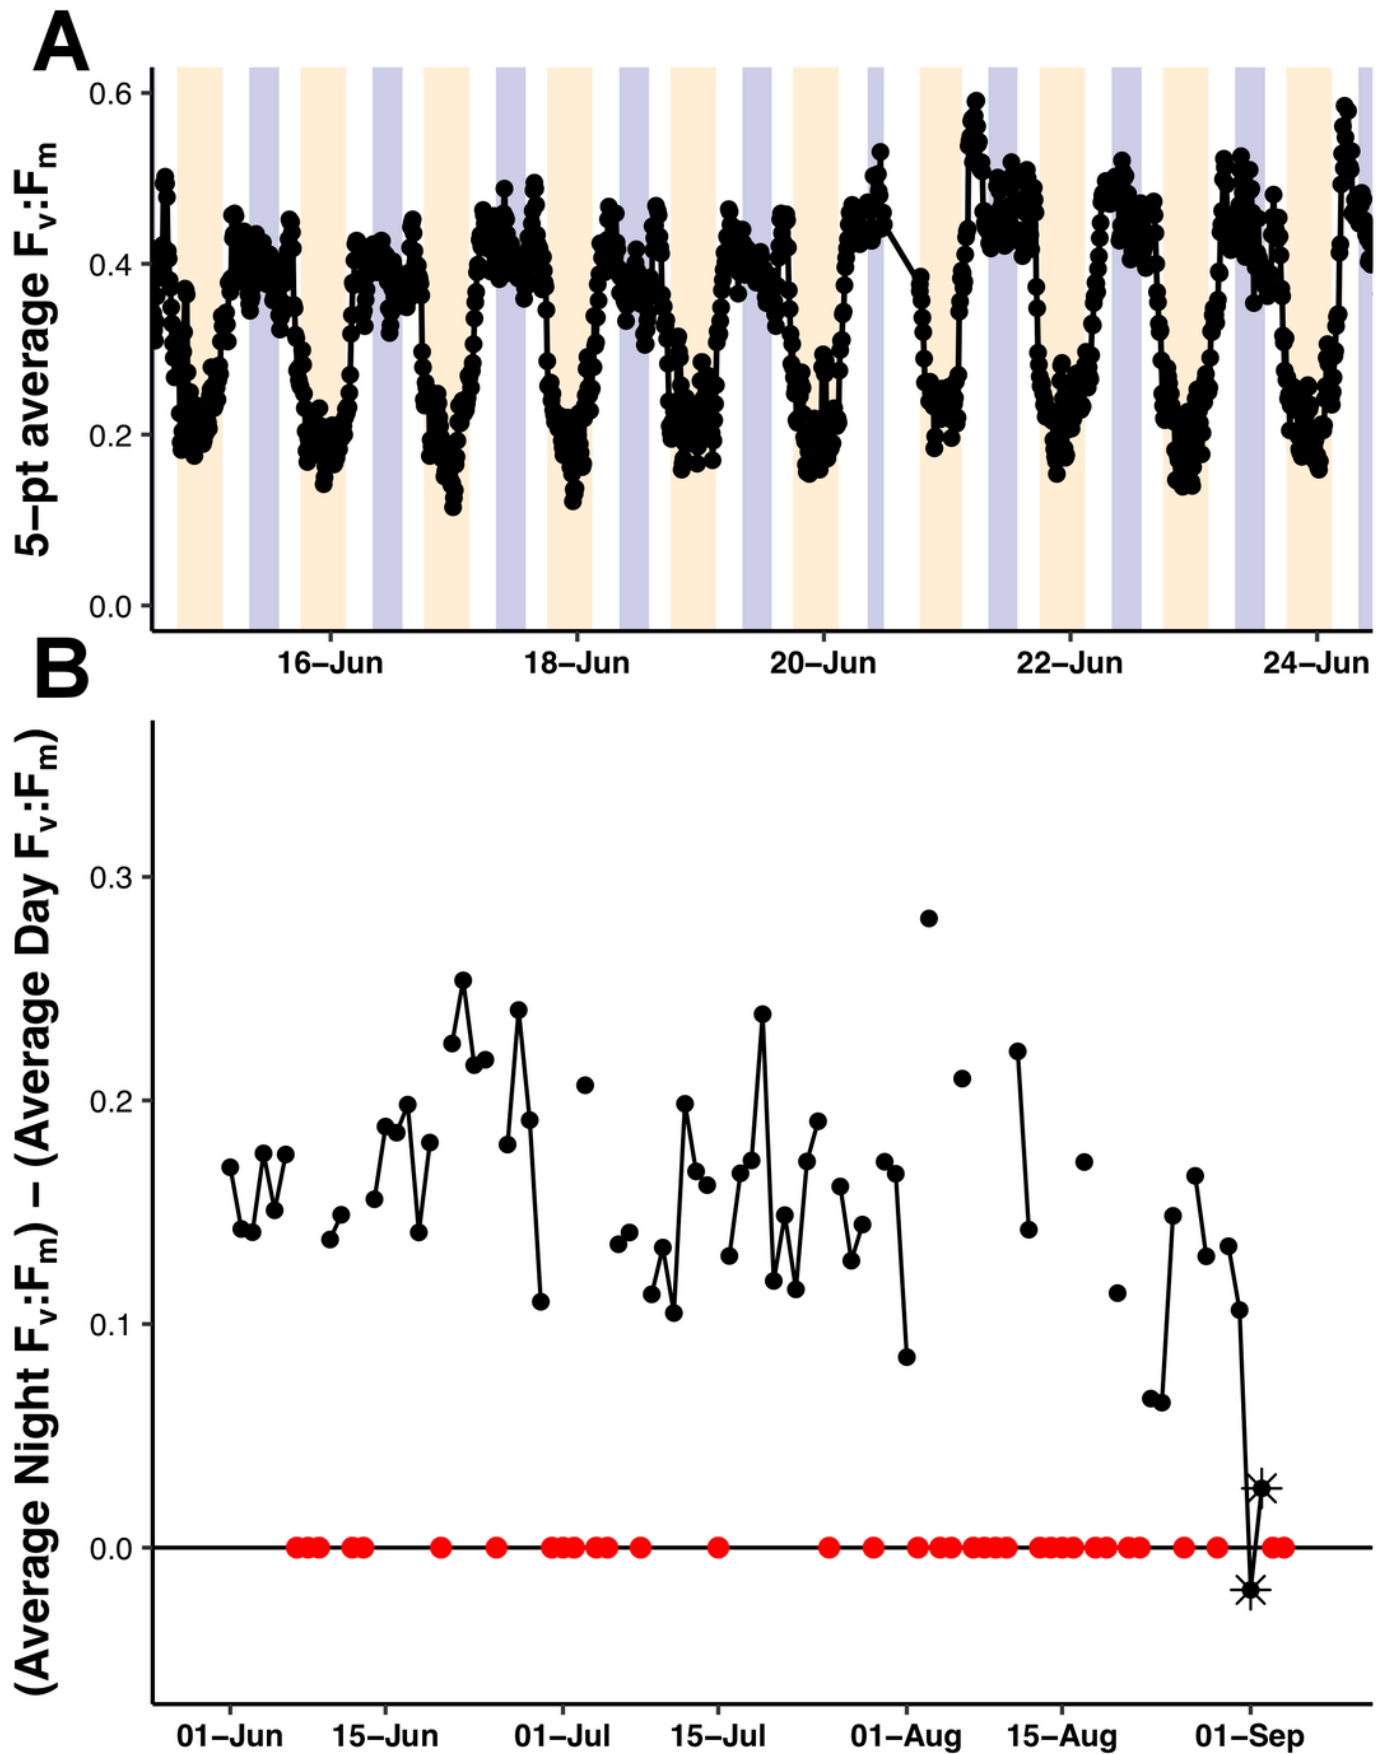 A
5–pt average Fv:Fm
0.6
0.4
0.2
0.0
16–Jun 18–Jun 20–Jun 22–Jun 24–Jun
B
(Average Night Fv:Fm) – (Average Day Fv:Fm)
0.3
0.2
0.1
0.0
01–Jun 15–Jun 01–Jul 15–Jul 01–Aug 15–Aug 01–Sep